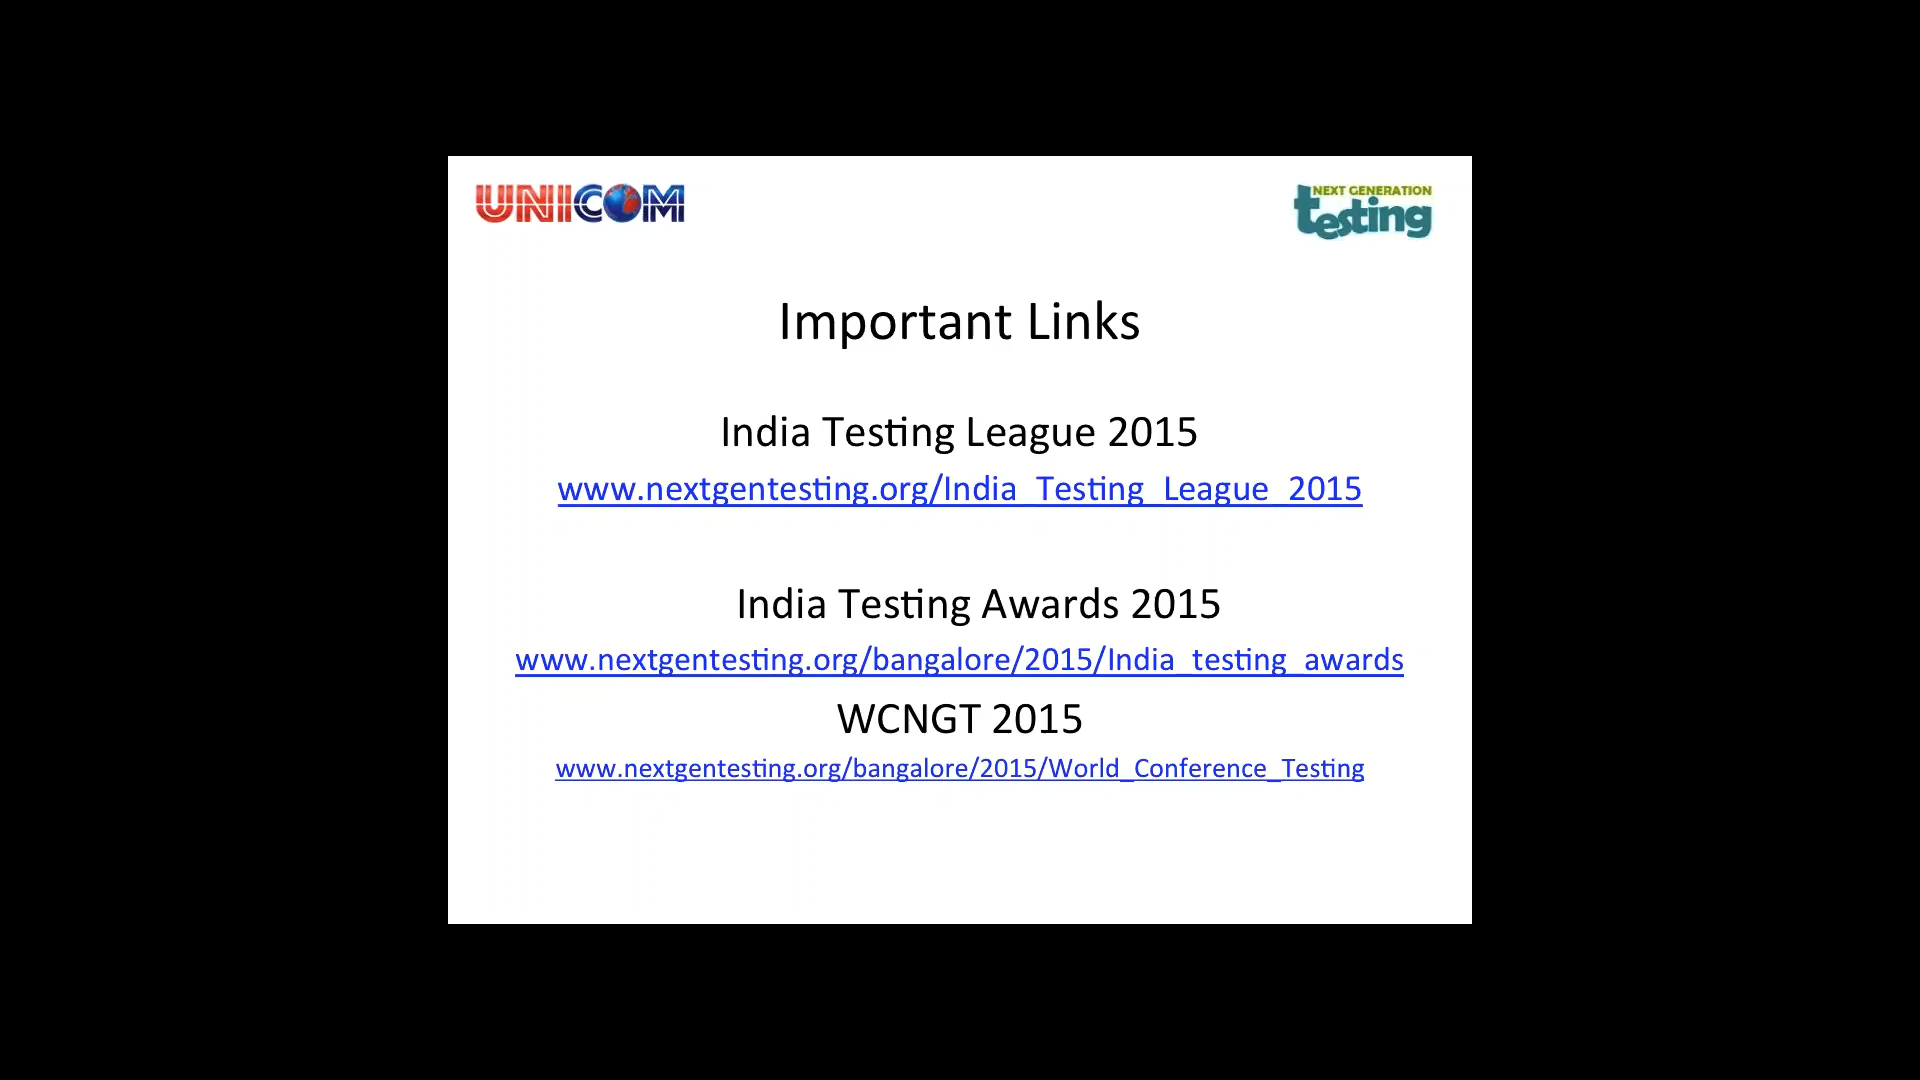 UNICOM
NEXT GENERATION
testing
Important Links
India Testing League 2015
www.nextgentesting.org/India_Testing_League_2015
India Testing Awards 2015
www.nextgentesting.org/bangalore/2015/India_testing_awards
WCNGT 2015
www.nextgentesting.org/bangalore/2015/World_Conference_Testing